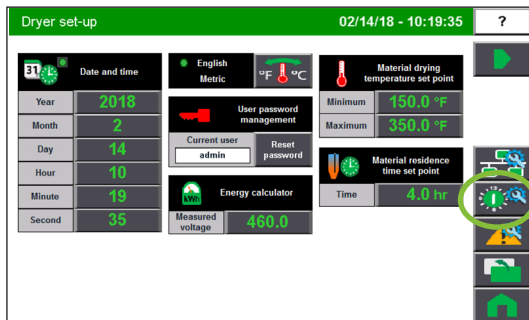 Dryer set-up
02/14/18 - 10:19:35
?
31
Date and time
Year 2018
Month 2
Day 14
Hour 10
Minute 19
Second 35
English
Metric
°F °C
User password
management
Current user
admin
Reset
password
kWh
Energy calculator
Measured
voltage
460.0
Material drying
temperature set point
Minimum 150.0 °F
Maximum 350.0 °F
Material residence
time set point
Time 4.0 hr